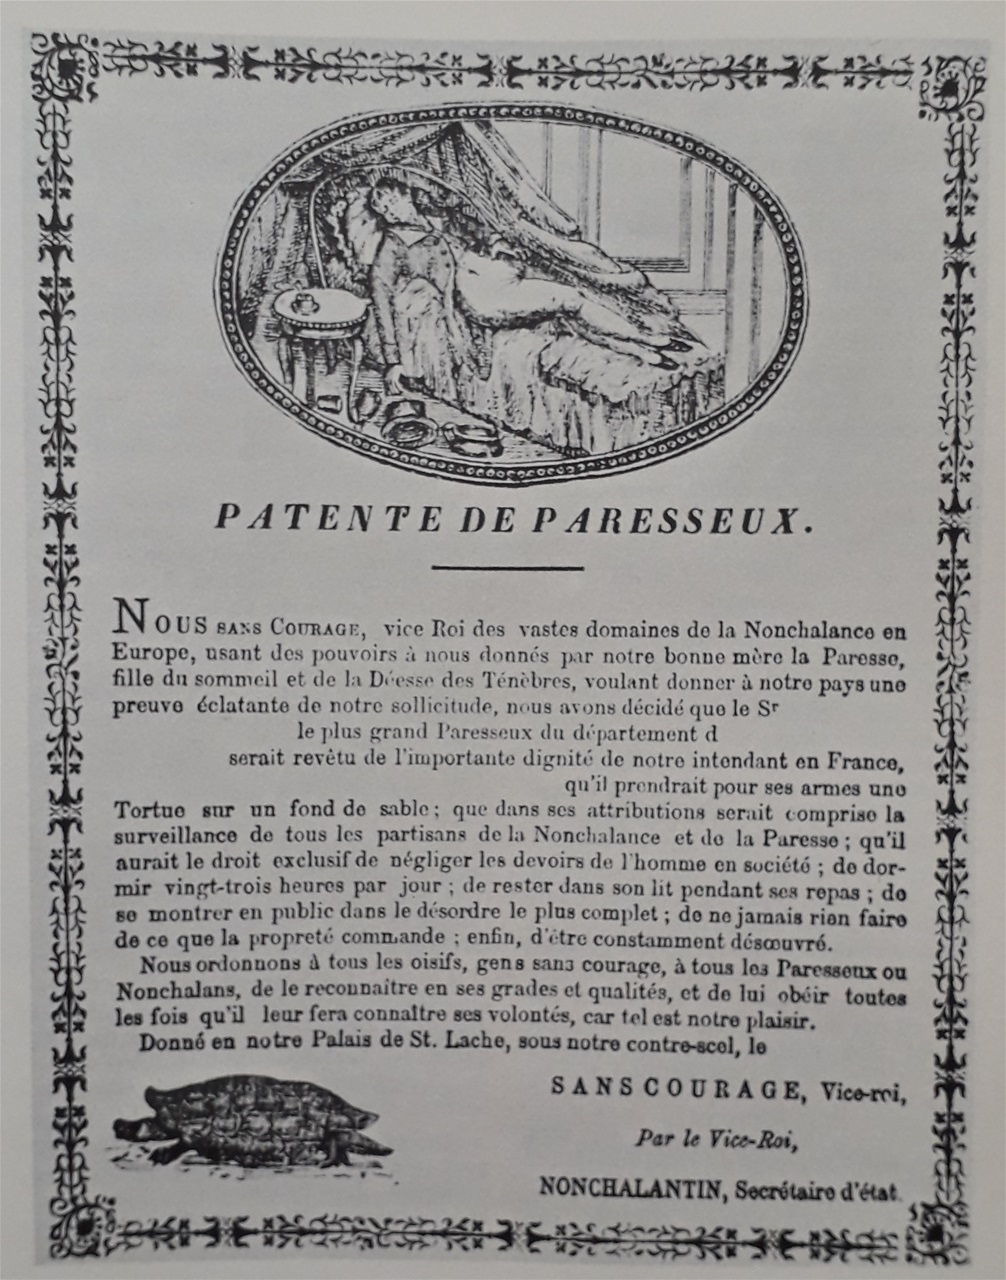 PATENTE DE PARESSEUX.
NOUS SANS COURAGE, vice Roi des vastes domaines de la Nonchalance en
Europe, usant des pouvoirs à nous donnés par notre bonne mère la Paresse,
fille du sommeil et de la Déesse des Ténèbres, voulant donner à notre pays une
preuve éclatante de notre sollicitude, nous avons décidé que le Sr
le plus grand Paresseux du département d
serait revêtu de l'importante dignité de notre intendant en France,
qu'il prendrait pour ses armes une
Tortue sur un fond de sable; que dans ses attributions serait comprise la
surveillance de tous les partisans de la Nonchalance et de la Paresse; qu'il
aurait le droit exclusif de négliger les devoirs de l'homme en société; de dor-
mir vingt-trois heures par jour; de rester dans son lit pendant ses repas; de
se montrer en public dans le désordre le plus complet; de ne jamais rien faire
de ce que la propreté commande; enfin, d'être constamment désœuvré.
Nous ordonnons à tous les oisifs, gens sans courage, à tous les Paresseux ou
Nonchalans, de le reconnaître en ses grades et qualités, et de lui obéir toutes
les fois qu'il leur fera connaître ses volontés, car tel est notre plaisir.
Donné en notre Palais de St. Lache, sous notre contre-scel, le
SANS COURAGE, Vice-roi,
Par le Vice-Roi,
NONCHALANTIN, Secrétaire d'état.